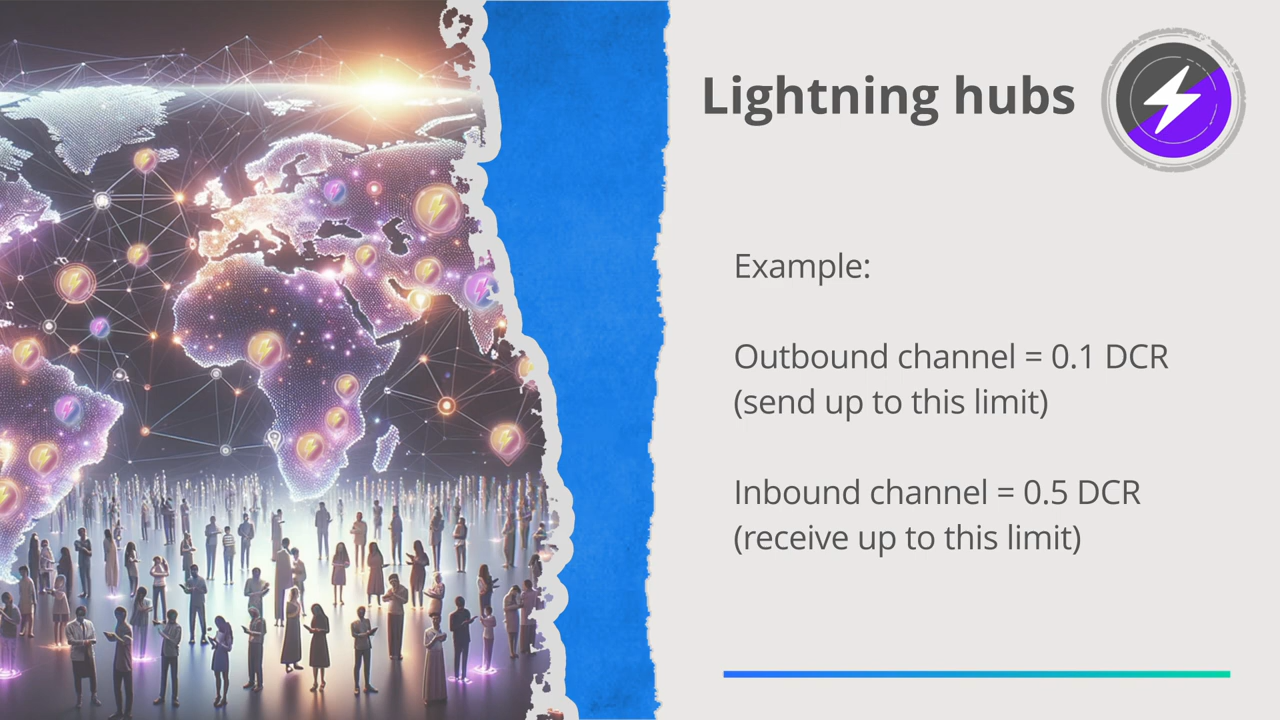 Lightning hubs
Example:
Outbound channel = 0.1 DCR
(send up to this limit)
Inbound channel = 0.5 DCR
(receive up to this limit)